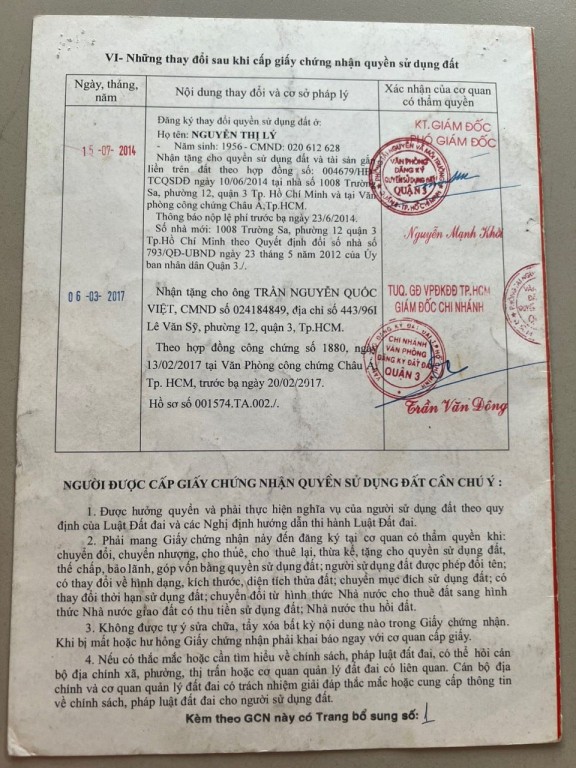 VI- Những thay đổi sau khi cấp giấy chứng nhận quyền sử dụng đất
Ngày, tháng, năm
Nội dung thay đổi và cơ sở pháp lý
Xác nhận của cơ quan có thẩm quyền
15-07-2014
Đăng ký thay đổi quyền sử dụng đất ở:
Họ tên: NGUYỄN THỊ LÝ
- Năm sinh: 1956 - CMND: 020 612 628
Nhận tặng cho quyền sử dụng đất và tài sản gắn
liền trên đất theo hợp đồng số: 004679/HĐ-
TCQSDĐ ngày 10/06/2014 tại nhà số 1008 Trường
Sa, phường 12, quận 3 Tp. Hồ Chí Minh và tại Văn
phòng công chứng Châu Á,Tp.HCM.
Thông báo nộp lệ phí trước bạ ngày 23/6/2014.
Số nhà mới: 1008 Trường Sa, phường 12 quận 3
Tp.Hồ Chí Minh theo Quyết định đổi số nhà số
793/QĐ-UBND ngày 23 tháng 5 năm 2012 của Ủy
ban nhân dân Quận 3./.
KT.GIÁM ĐỐC
PHÓ GIÁM ĐỐC
VĂN PHÒNG
ĐĂNG KÝ
QUYỀN SỬ DỤNG ĐẤT
QUẬN 3
Nguyễn Mạnh Khởi
06-03-2017
Nhận tặng cho ông TRẦN NGUYÊN QUỐC
VIỆT, CMND số 024184849, địa chỉ số 443/96I
Lê Văn Sỹ, phường 12, quận 3, Tp.HCM.
Theo hợp đồng công chứng số 1880, ngày
13/02/2017 tại Văn Phòng công chứng Châu
Tp. HCM, trước bạ ngày 20/02/2017.
Hồ sơ số 001574.TA.002./.
TUQ. GĐ VPĐKĐĐ TP.HCM
GIÁM ĐỐC CHI NHÁNH
CHI NHÁNH
VĂN PHÒNG
ĐĂNG KÝ ĐẤT ĐAI
QUẬN 3
Trần Văn Đông
NGƯỜI ĐƯỢC CẤP GIẤY CHỨNG NHẬN QUYỀN SỬ DỤNG ĐẤT CẦN CHÚ Ý :
1. Được hưởng quyền và phải thực hiện nghĩa vụ của người sử dụng đất theo quy
định của Luật Đất đai và các Nghị định hướng dẫn thi hành Luật Đất đai.
2. Phải mang Giấy chứng nhận này đến đăng ký tại cơ quan có thẩm quyền khi:
chuyển đổi, chuyển nhượng, cho thuê, cho thuê lại, thừa kế, tặng cho quyền sử dụng đất,
thế chấp, bảo lãnh, góp vốn bằng quyền sử dụng đất; người sử dụng đất được phép đổi tên;
có thay đổi về hình dạng, kích thước, diện tích thửa đất; chuyển mục đích sử dụng đất; có
thay đổi thời hạn sử dụng đất; chuyển đổi từ hình thức Nhà nước cho thuê đất sang hình
thức Nhà nước giao đất có thu tiền sử dụng đất; Nhà nước thu hồi đất.
3. Không được tự ý sửa chữa, tẩy xóa bất kỳ nội dung nào trong Giấy chứng nhận.
Khi bị mất hoặc hư hỏng Giấy chứng nhận phải khai báo ngay với cơ quan cấp giấy.
4. Nếu có thắc mắc hoặc cần tìm hiểu về chính sách, pháp luật đất đai, có thể hỏi cán
bộ địa chính xã, phường, thị trấn hoặc cơ quan quản lý đất đai có liên quan. Cán bộ địa
chính và cơ quan quản lý đất đai có trách nhiệm giải đáp thắc mắc hoặc cung cấp thông tin
về chính sách, pháp luật đất đai cho người sử dụng đất.
Kèm theo GCN này có Trang bổ sung số: 1